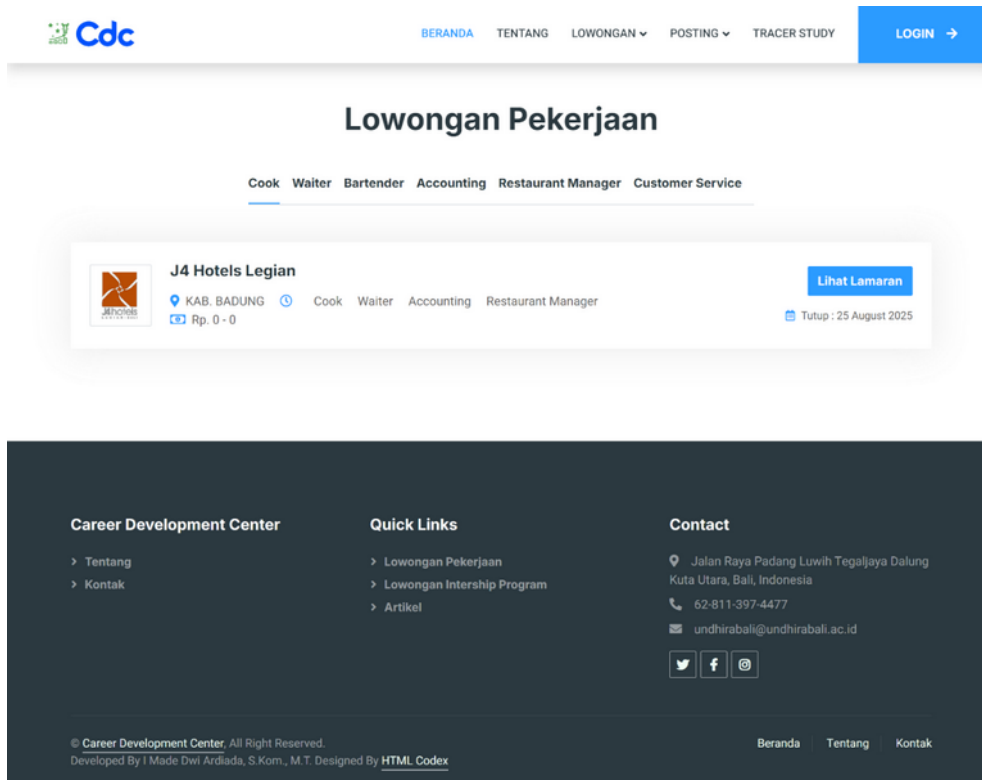 Cdc
BERANDA TENTANG LOWONGAN POSTING TRACER STUDY LOGIN
Lowongan Pekerjaan
Cook Waiter Bartender Accounting Restaurant Manager Customer Service
J4 Hotels Legian
KAB. BADUNG Cook Waiter Accounting Restaurant Manager
Rp. 0 - 0
Lihat Lamaran
Tutup : 25 August 2025
J4hotels
Career Development Center
> Tentang
> Kontak
Quick Links
> Lowongan Pekerjaan
> Lowongan Intership Program
> Artikel
Contact
Jalan Raya Padang Luwih Tegaljaya Dalung
Kuta Utara, Bali, Indonesia
62-811-397-4477
undhirabali@undhirabali.ac.id
© Career Development Center, All Right Reserved.
Developed By I Made Dwi Ardiada, S.Kom., M.T. Designed By HTML Codex
Beranda Tentang Kontak